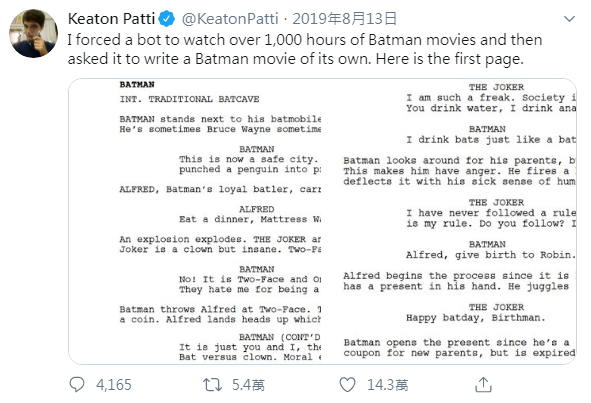 Keaton Patti @KeatonPatti · 2019年8月13日
I forced a bot to watch over 1,000 hours of Batman movies and then
asked it to write a Batman movie of its own. Here is the first page.
BATMAN
INT. TRADITIONAL BATCAVE
BATMAN stands next to his batmobile
He's sometimes Bruce Wayne sometime
BATMAN
This is now a safe city.
punched a penguin into p
ALFRED, Batman's loyal batler, carr
ALFRED
Eat a dinner, Mattress W
An explosion explodes. THE JOKER an
Joker is a clown but insane. Two-Fa
BATMAN
No! It is Two-Face and O
They hate me for being a
Batman throws Alfred at Two-Face.
a coin. Alfred lands heads up which
BATMAN (CONT'D
It is just you and I, the
Bat versus clown. Moral e
THE JOKER
I am such a freak. Society i
You drink water, I drink ana
BATMAN
I drink bats just like a bat
Batman looks around for his parents, b
This makes him have anger. He fires a
deflects it with his sick sense of hum
THE JOKER
I have never followed a rule
is my rule. Do you follow? I
BATMAN
Alfred, give birth to Robin.
Alfred begins the process since it is
has a present in his hand. He juggles
THE JOKER
Happy batday, Birthman.
Batman opens the present since he's a
coupon for new parents, but is expired
4,165 5.4萬 14.3萬